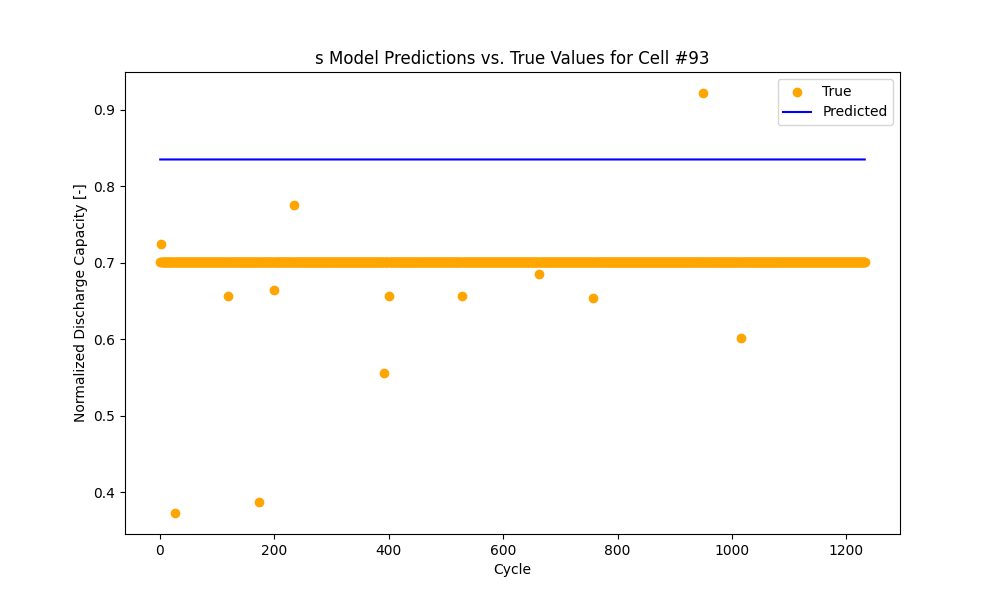 s Model Predictions vs. True Values for Cell #93
True
Predicted
Normalized Discharge Capacity [-]
0.9
0.8
0.7
0.6
0.5
0.4
0
200
400
600
800
1000
1200
Cycle